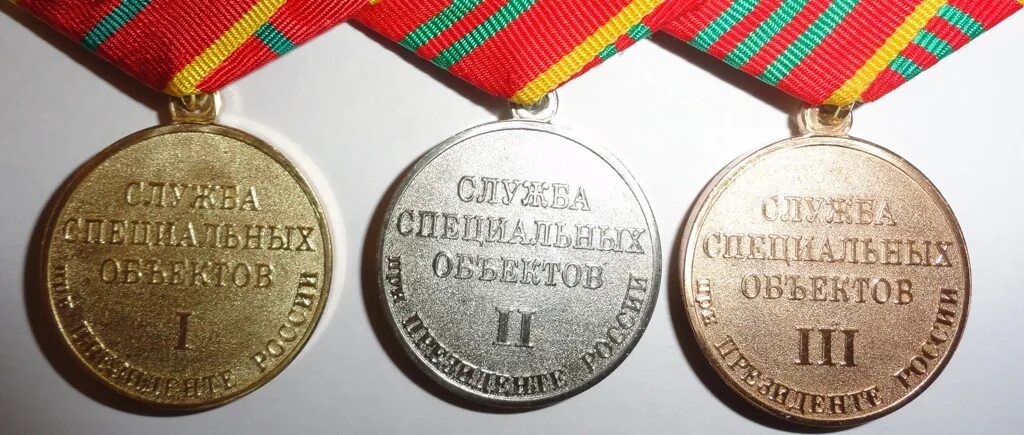 СЛУЖБА
СПЕЦИАЛЬНЫХ
ОБЪЕКТОВ
I
ПРИ ПРЕЗИДЕНТЕ РОССИИ
СЛУЖБА
СПЕЦИАЛЬНЫХ
ОБЪЕКТОВ
II
ПРИ ПРЕЗИДЕНТЕ РОССИИ
СЛУЖБА
СПЕЦИАЛЬНЫХ
ОБЪЕКТОВ
III
ПРИ ПРЕЗИДЕНТЕ РОССИИ